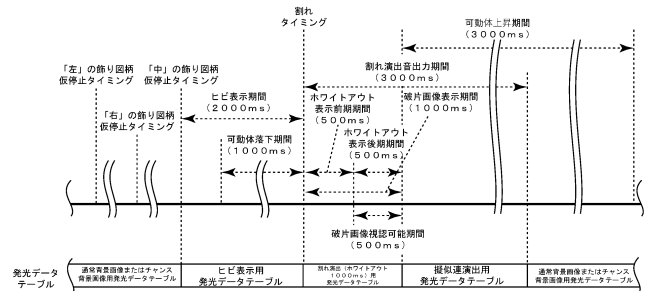 割れ
タイミング
可動体上昇期間
(3000ms)
「左」の飾り図柄
仮停止タイミング
「中」の飾り図柄
仮停止タイミング
割れ演出音出力期間
(3000ms)
「右」の飾り図柄
仮停止タイミング
ヒビ表示期間
(2000ms)
ホワイトアウト
表示前期期間
(500ms)
破片画像表示期間
(1000ms)
可動体落下期間
(1000ms)
ホワイトアウト
表示後期期間
(500ms)
破片画像視認可能期間
(500ms)
発光データ
テーブル
通常背景画像またはチャンス
背景画像用発光データテーブル
ヒビ表示用
発光データテーブル
割れ演出(ホワイトアウト
1000ms)用
発光データテーブル
擬似連演出用
発光データテーブル
通常背景画像またはチャンス
背景画像用発光データテーブル